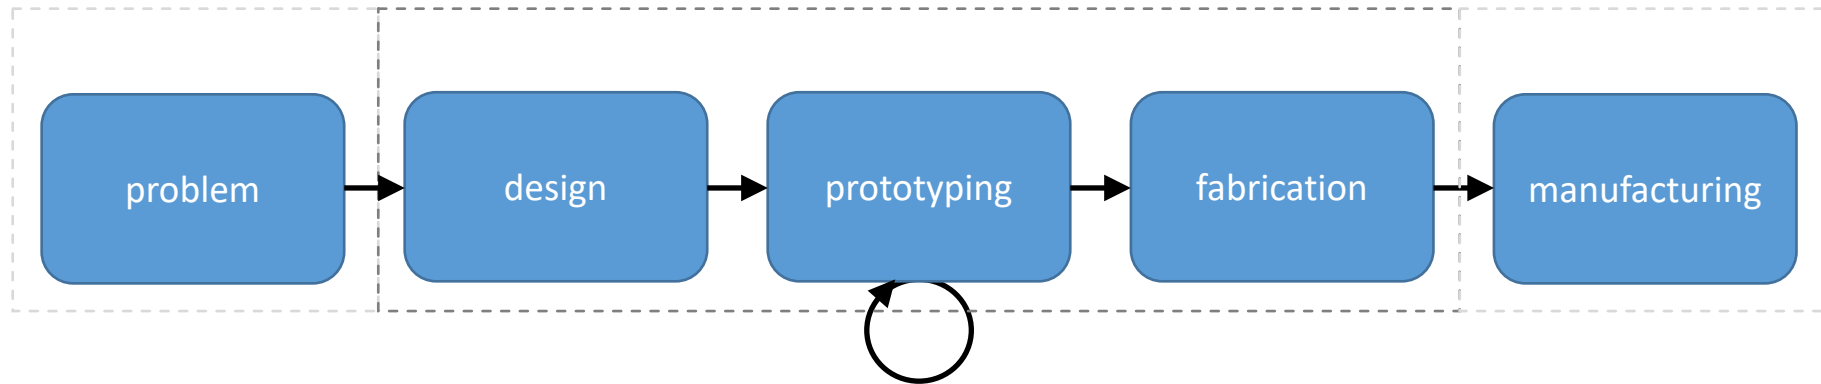 problem
design
prototyping
fabrication
manufacturing